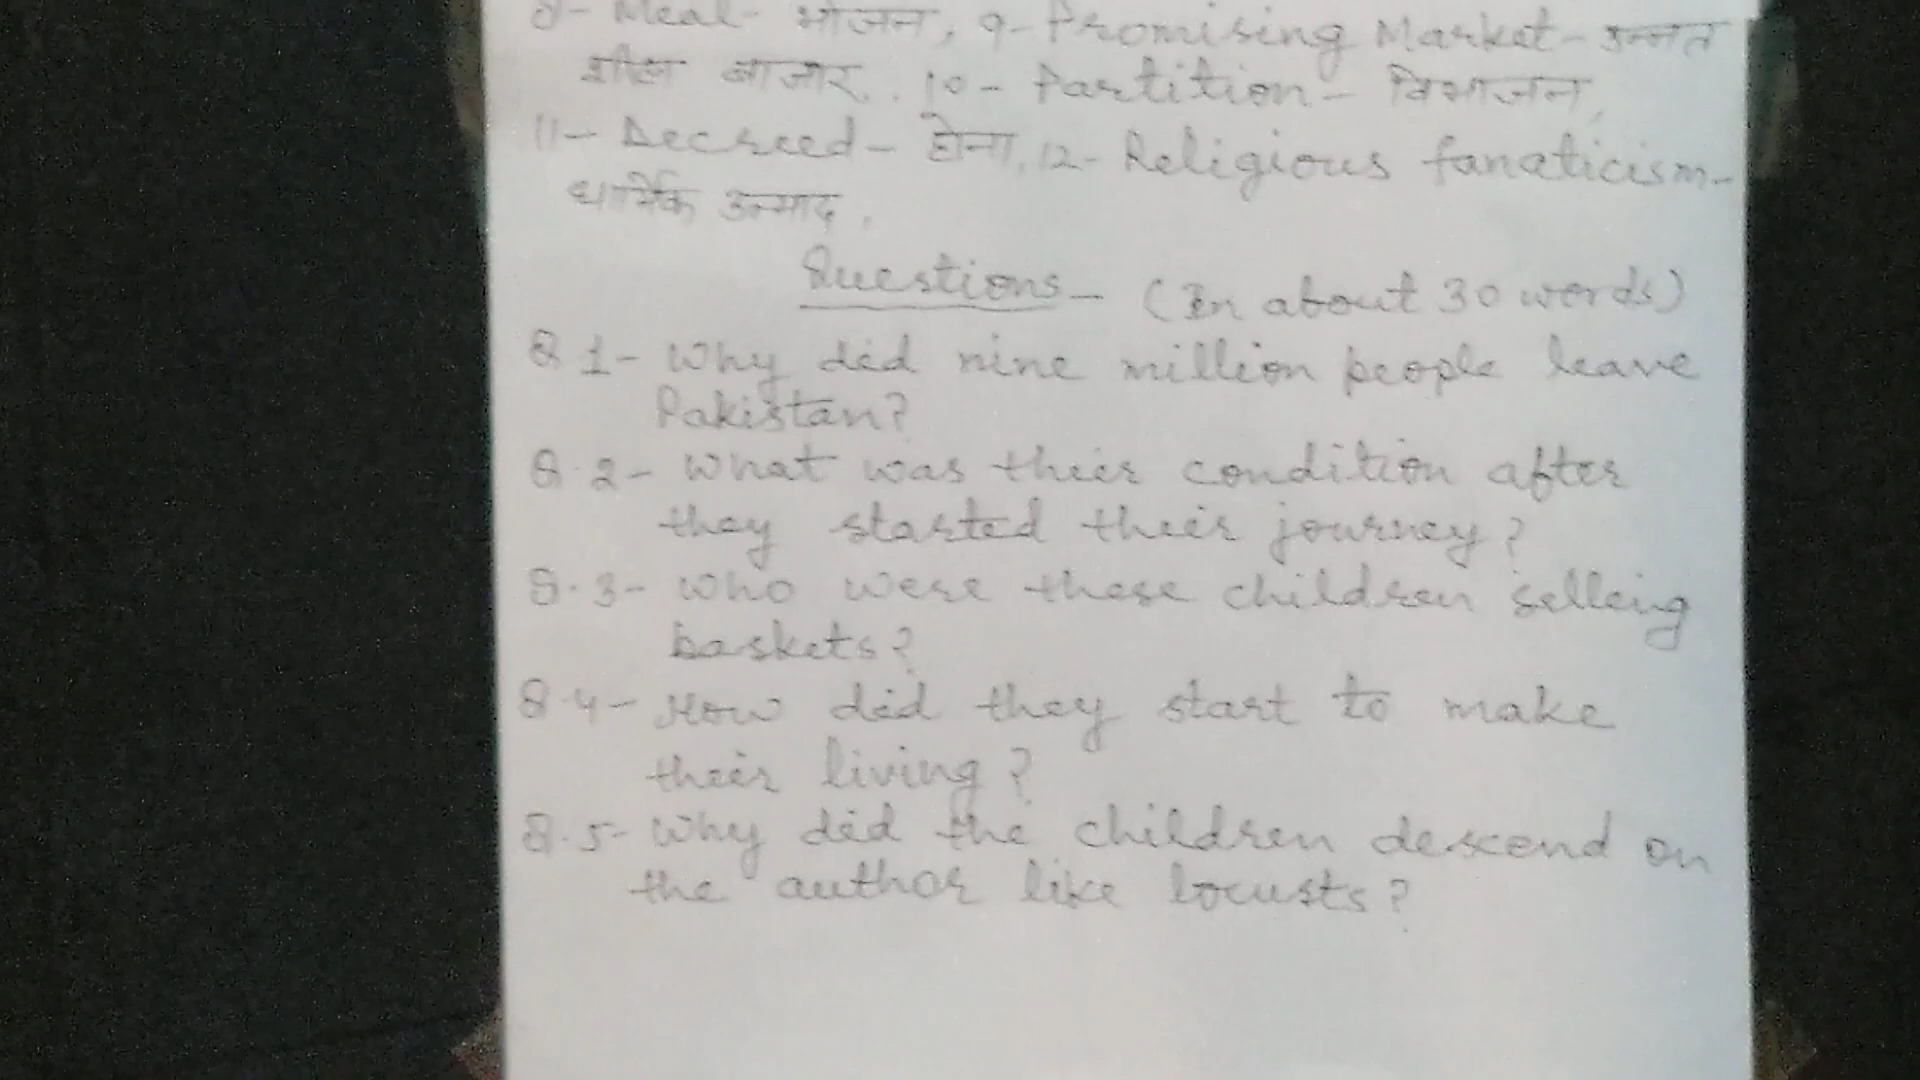 8- Meal- भोजन, 9- Promising Market- उन्नत
शील बाजार, 10- Partition- विभाजन,
11- Decreed- होना, 12- Religious fanaticism-
धार्मिक उन्माद,
Questions- (In about 30 words)
Q.1- Why did nine million people leave
Pakistan?
Q.2- What was their condition after
they started their journey?
Q.3- Who were these children selleing
baskets?
Q.4- How did they start to make
their living?
Q.5- Why did the children descend on
the author like locusts?